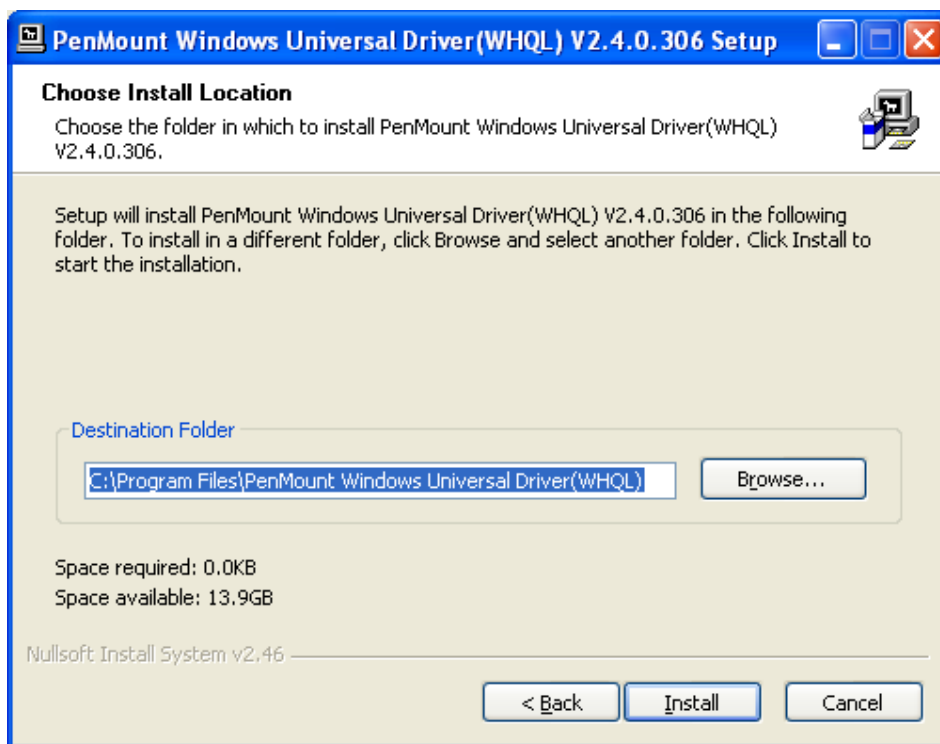 PenMount Windows Universal Driver(WHQL) V2.4.0.306 Setup
Choose Install Location
Choose the folder in which to install PenMount Windows Universal Driver(WHQL)
V2.4.0.306.
Setup will install PenMount Windows Universal Driver(WHQL) V2.4.0.306 in the following
folder. To install in a different folder, click Browse and select another folder. Click Install to
start the installation.
Destination Folder
C:\Program Files\PenMount Windows Universal Driver(WHQL)
Browse...
Space required: 0.0KB
Space available: 13.9GB
Nullsoft Install System v2.46
< Back
Install
Cancel